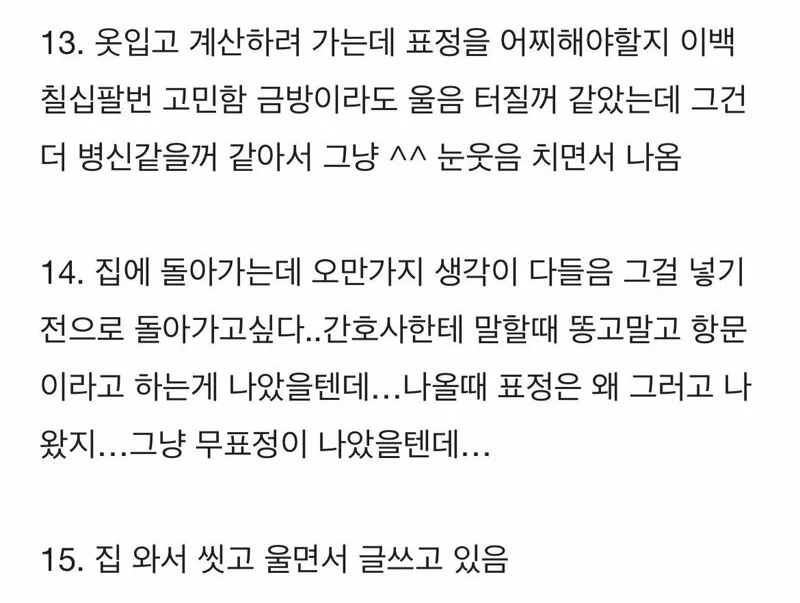 13. 옷입고 계산하려 가는데 표정을 어찌해야할지 이백
칠십팔번 고민함 금방이라도 울음 터질꺼 같았는데 그건
더 병신같을꺼 같아서 그냥 ^^ 눈웃음 치면서 나옴
14. 집에 돌아가는데 오만가지 생각이 다들음 그걸 넣기
전으로 돌아가고싶다..간호사한테 말할때 똥고말고 항문
이라고 하는게 나았을텐데...나올때 표정은 왜 그러고 나
왔지...그냥 무표정이 나았을텐데...
15. 집 와서 씻고 울면서 글쓰고 있음